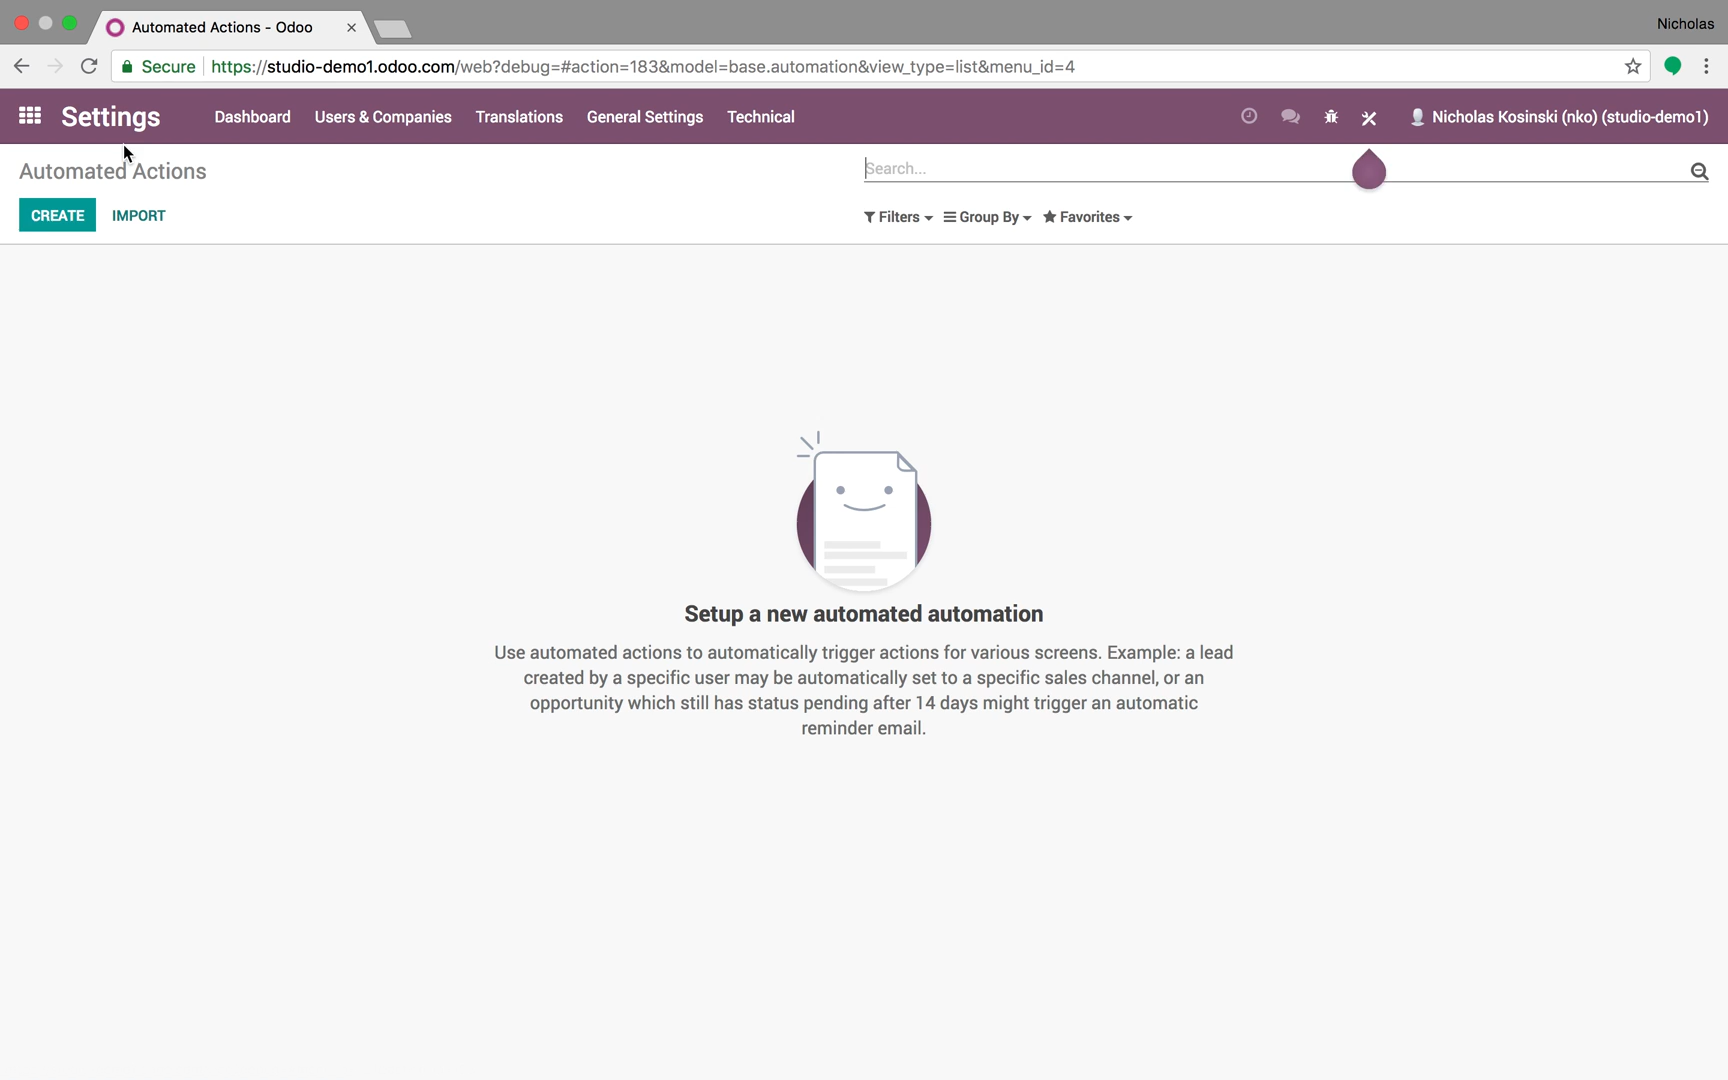 Automated Actions - Odoo
Nicholas
Secure https://studio-demo1.odoo.com/web?debug=#action=183&model=base.automation&view_type=list&menu_id=4
Settings Dashboard Users & Companies Translations General Settings Technical Nicholas Kosinski (nko) (studio-demo1)
Automated Actions
Search...
CREATE IMPORT
Filters Group By Favorites
Setup a new automated automation
Use automated actions to automatically trigger actions for various screens. Example: a lead
created by a specific user may be automatically set to a specific sales channel, or an
opportunity which still has status pending after 14 days might trigger an automatic
reminder email.